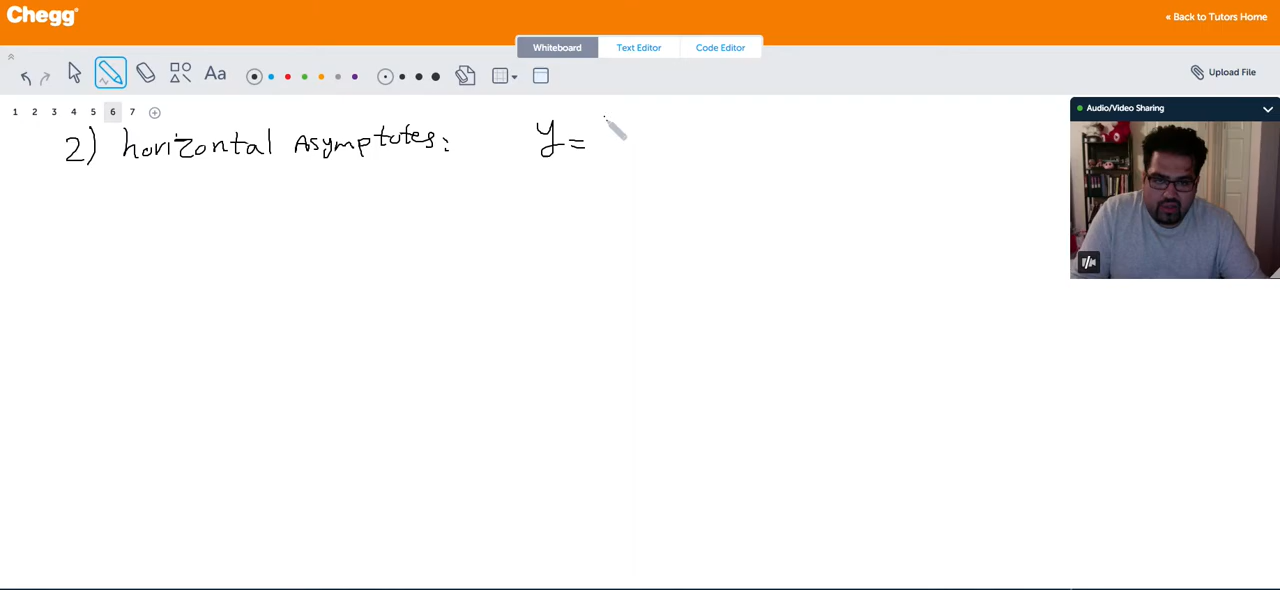 Chegg
« Back to Tutors Home
Whiteboard Text Editor Code Editor
Aa
Upload File
1 2 3 4 5 6 7
Audio/Video Sharing
2) horizontal Asymptotes: y=